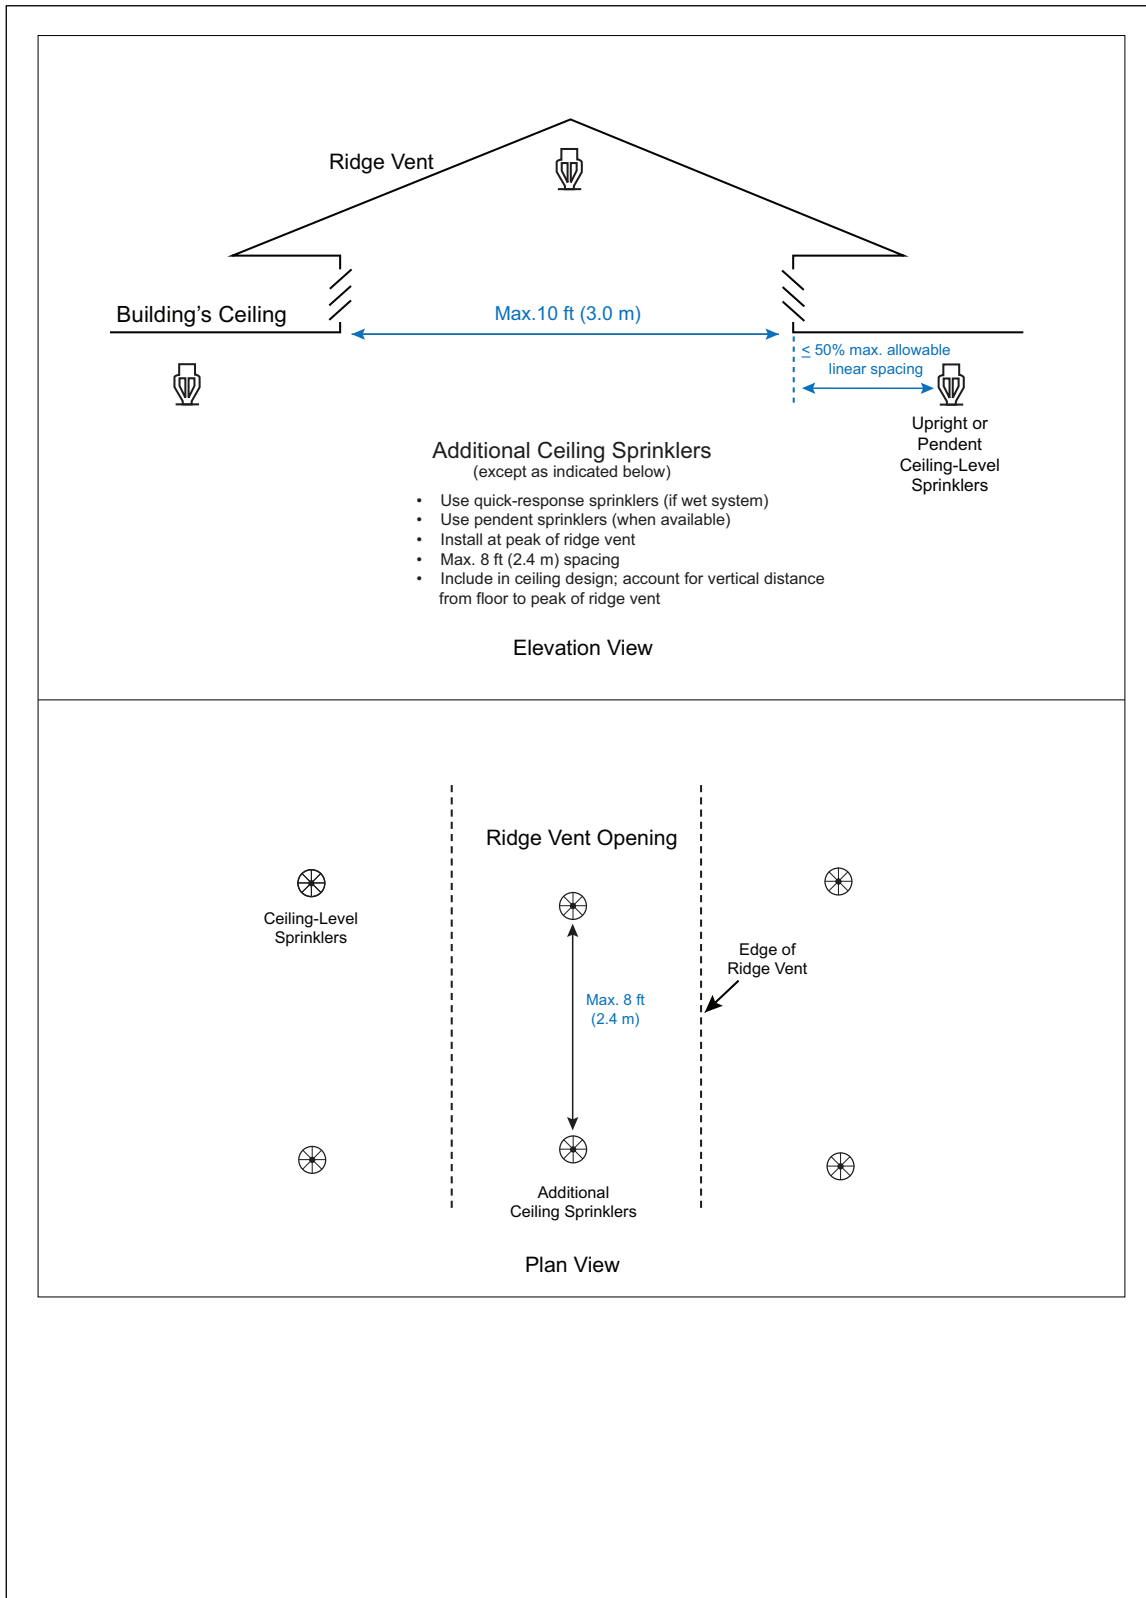 Ridge Vent
Building’s Ceiling
Max.10 ft (3.0 m)
≤ 50% max. allowable
linear spacing
Upright or
Pendent
Ceiling-Level
Sprinklers
Additional Ceiling Sprinklers
(except as indicated below)
• Use quick-response sprinklers (if wet system)
• Use pendent sprinklers (when available)
• Install at peak of ridge vent
• Max. 8 ft (2.4 m) spacing
• Include in ceiling design; account for vertical distance
from floor to peak of ridge vent
Elevation View
Ridge Vent Opening
Ceiling-Level
Sprinklers
Edge of
Ridge Vent
Max. 8 ft
(2.4 m)
Additional
Ceiling Sprinklers
Plan View